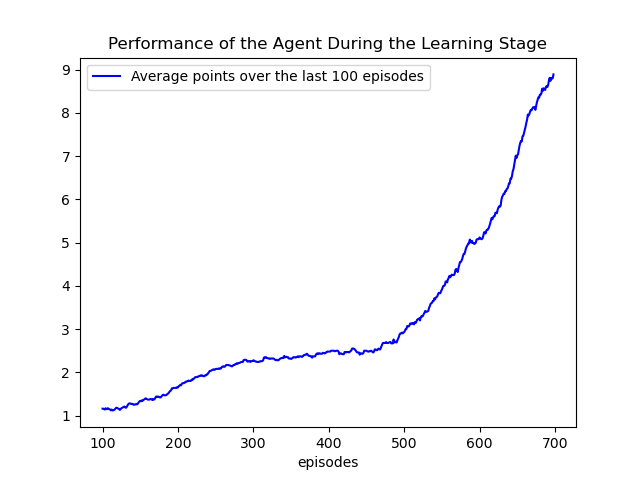 Performance of the Agent During the Learning Stage
Average points over the last 100 episodes
9
8
7
6
5
4
3
2
1
100 200 300 400 500 600 700
episodes